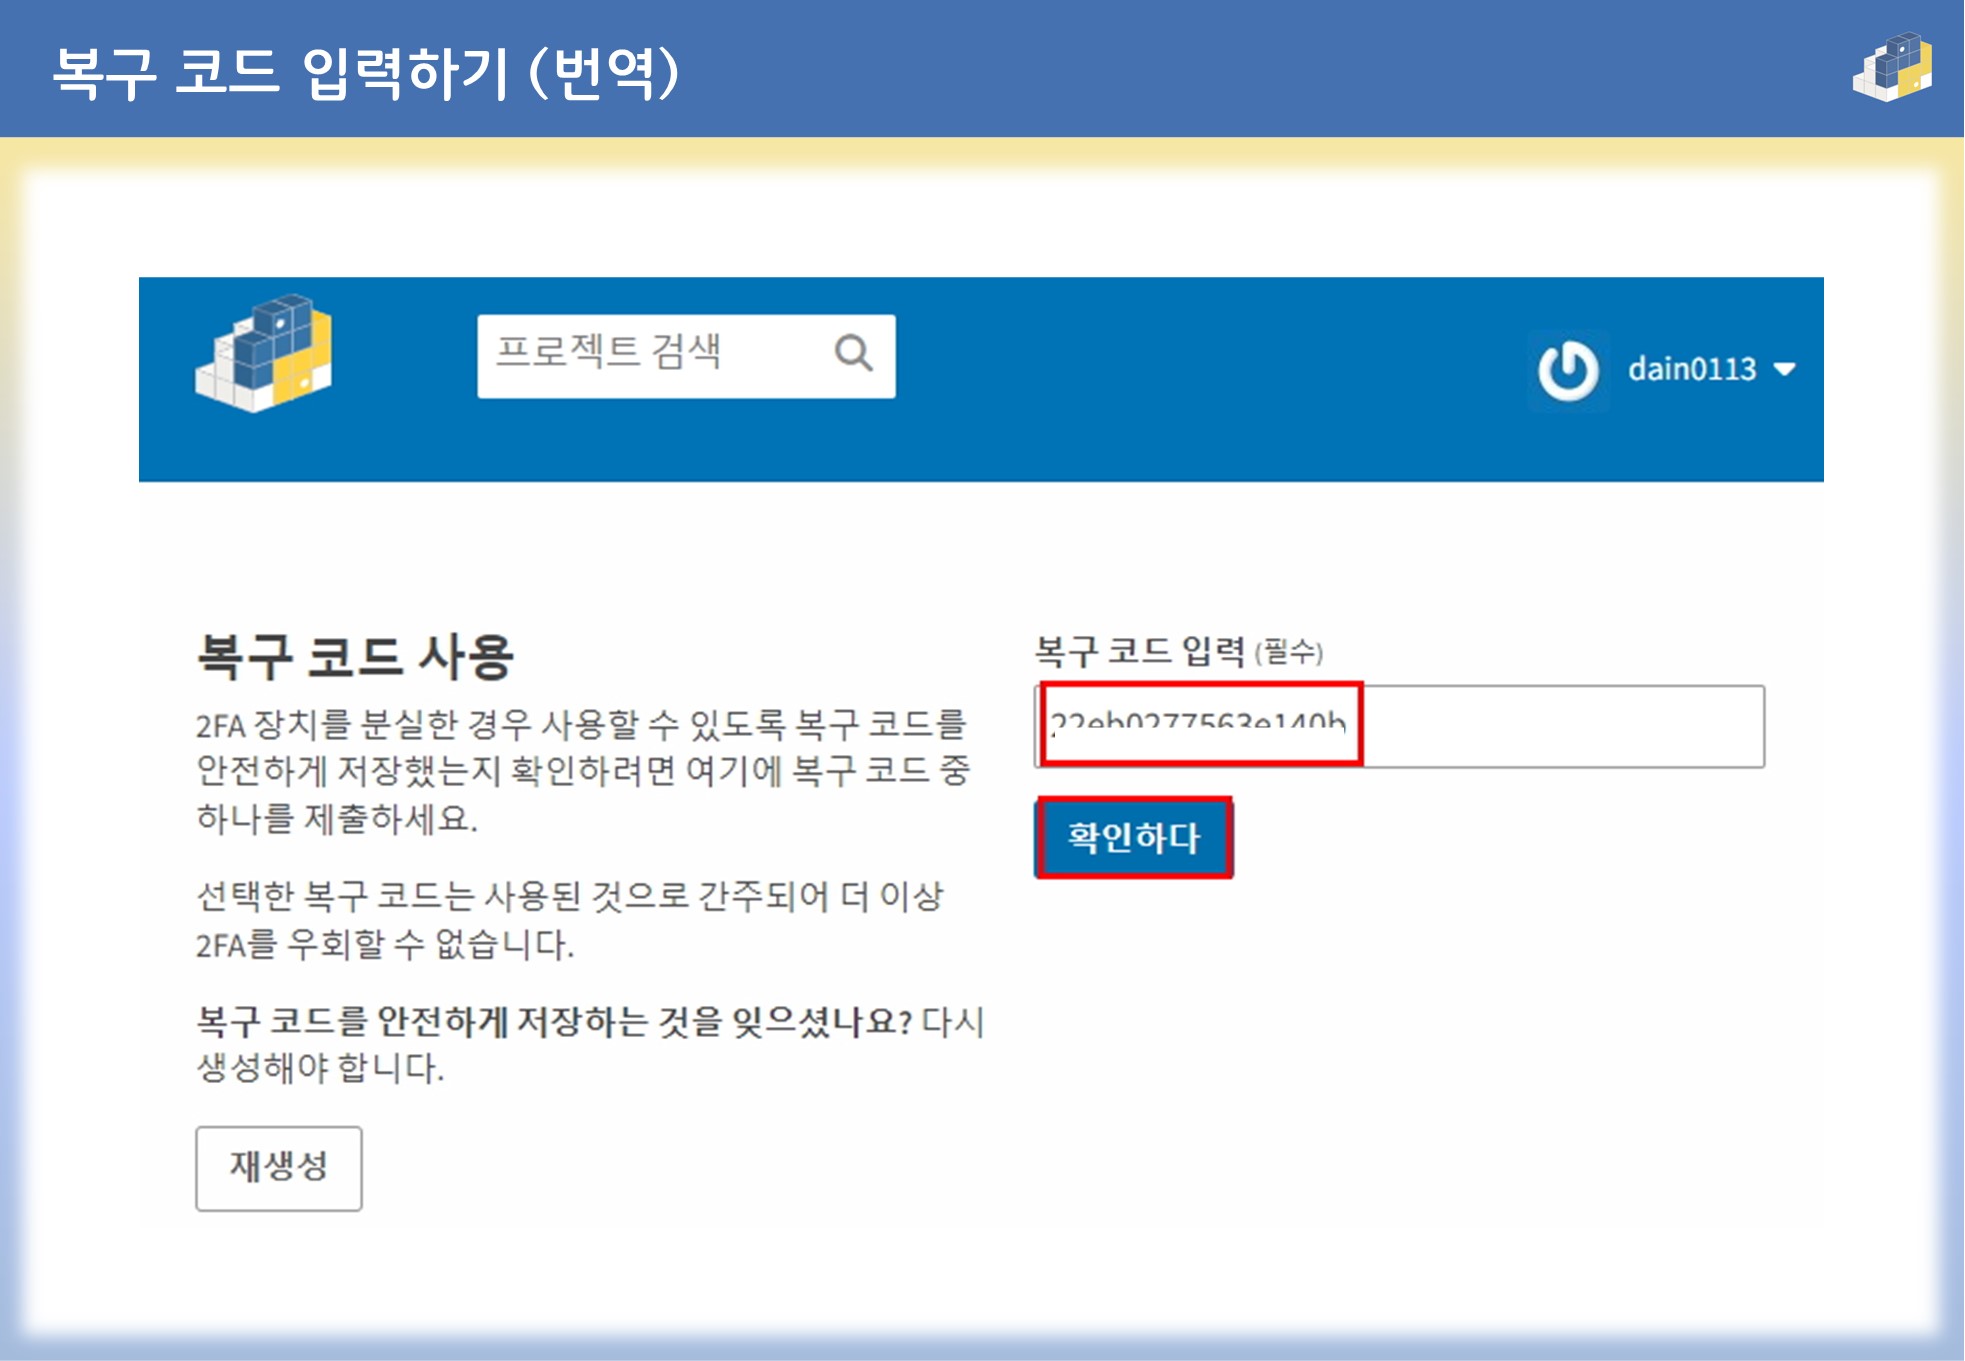 복구 코드 입력하기 (번역)
프로젝트 검색
dain0113
복구 코드 사용
2FA 장치를 분실한 경우 사용할 수 있도록 복구 코드를
안전하게 저장했는지 확인하려면 여기에 복구 코드 중
하나를 제출하세요.
선택한 복구 코드는 사용된 것으로 간주되어 더 이상
2FA를 우회할 수 없습니다.
복구 코드를 안전하게 저장하는 것을 잊으셨나요? 다시
생성해야 합니다.
재생성
복구 코드 입력 (필수)
확인하다